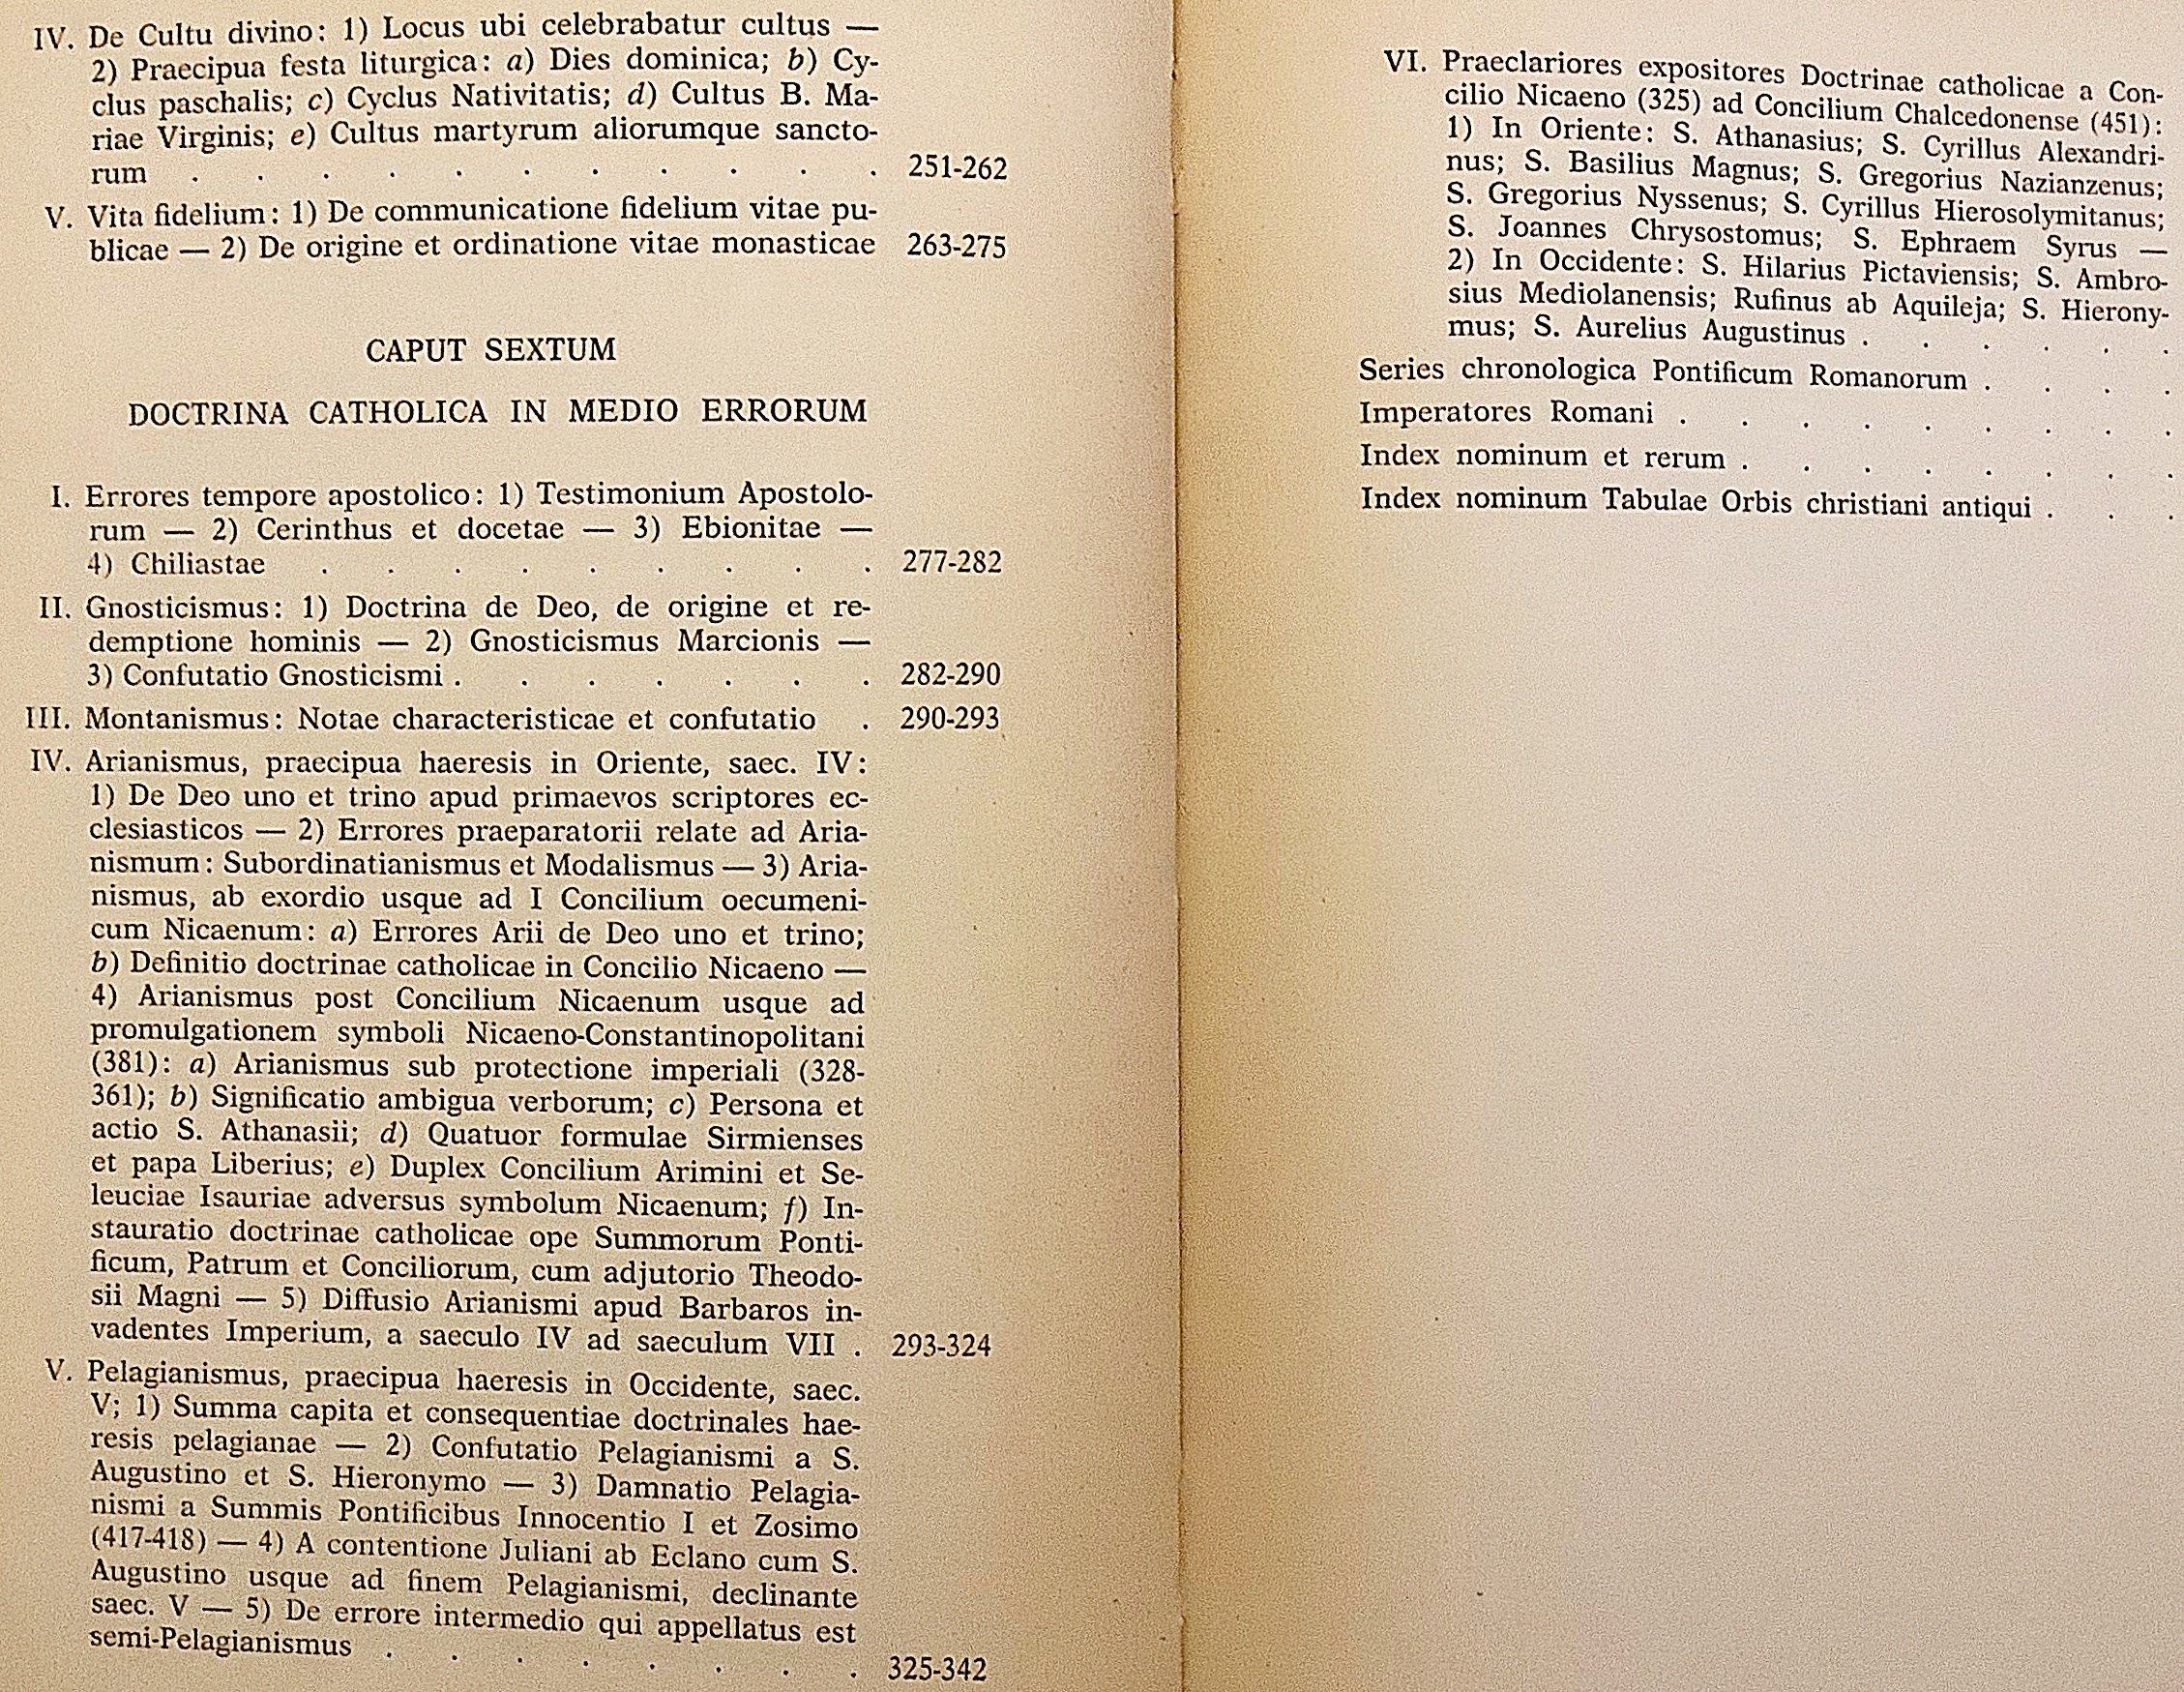 IV. De Cultu divino: 1) Locus ubi celebrabatur cultus —
2) Praecipua festa liturgica: a) Dies dominica; b) Cy-
clus paschalis; c) Cyclus Nativitatis; d) Cultus B. Ma-
riae Virginis; e) Cultus martyrum aliorumque sancto-
rum . . . . . . . . . . . 251-262
V. Vita fidelium: 1) De communicatione fidelium vitae pu-
blicae — 2) De origine et ordinatione vitae monasticae 263-275
CAPUT SEXTUM
DOCTRINA CATHOLICA IN MEDIO ERRORUM
I. Errores tempore apostolico: 1) Testimonium Apostolo-
rum — 2) Cerinthus et docetae — 3) Ebionitae —
4) Chiliastae . . . . . . . . . 277-282
II. Gnosticismus: 1) Doctrina de Deo, de origine et re-
demptione hominis — 2) Gnosticismus Marcionis —
3) Confutatio Gnosticismi . . . . . . . 282-290
III. Montanismus: Notae characteristicae et confutatio . 290-293
IV. Arianismus, praecipua haeresis in Oriente, saec. IV:
1) De Deo uno et trino apud primaevos scriptores ec-
clesiasticos — 2) Errores praeparatorii relate ad Aria-
nismum: Subordinatianismus et Modalismus — 3) Aria-
nismus, ab exordio usque ad I Concilium oecumeni-
cum Nicaenum: a) Errores Arii de Deo uno et trino;
b) Definitio doctrinae catholicae in Concilio Nicaeno —
4) Arianismus post Concilium Nicaenum usque ad
promulgationem symboli Nicaeno-Constantinopolitani
(381): a) Arianismus sub protectione imperiali (328-
361); b) Significatio ambigua verborum; c) Persona et
actio S. Athanasii; d) Quatuor formulae Sirmienses
et papa Liberius; e) Duplex Concilium Arimini et Se-
leuciae Isauriae adversus symbolum Nicaenum; f) In-
stauratio doctrinae catholicae ope Summorum Ponti-
ficum, Patrum et Conciliorum, cum adjutorio Theodo-
sii Magni — 5) Diffusio Arianismi apud Barbaros in-
vadentes Imperium, a saeculo IV ad saeculum VII . 293-324
V. Pelagianismus, praecipua haeresis in Occidente, saec.
V; 1) Summa capita et consequentiae doctrinales hae-
resis pelagianae — 2) Confutatio Pelagianismi a S.
Augustino et S. Hieronymo — 3) Damnatio Pelagia-
nismi a Summis Pontificibus Innocentio I et Zosimo
(417-418) — 4) A contentione Juliani ab Eclano cum S.
Augustino usque ad finem Pelagianismi, declinante
saec. V — 5) De errore intermedio qui appellatus est
semi-Pelagianismus . . . . . . . . 325-342
VI. Praeclariores expositores Doctrinae catholicae a Con-
cilio Nicaeno (325) ad Concilium Chalcedonense (451):
1) In Oriente: S. Athanasius; S. Cyrillus Alexandri-
nus; S. Basilius Magnus; S. Gregorius Nazianzenus;
S. Gregorius Nyssenus; S. Cyrillus Hierosolymitanus;
S. Joannes Chrysostomus; S. Ephraem Syrus —
2) In Occidente: S. Hilarius Pictaviensis; S. Ambro-
sius Mediolanensis; Rufinus ab Aquileja; S. Hierony-
mus; S. Aurelius Augustinus . . . . . .
Series chronologica Pontificum Romanorum . . . .
Imperatores Romani . . . . . . . . .
Index nominum et rerum . . . . . . . .
Index nominum Tabulae Orbis christiani antiqui . . .